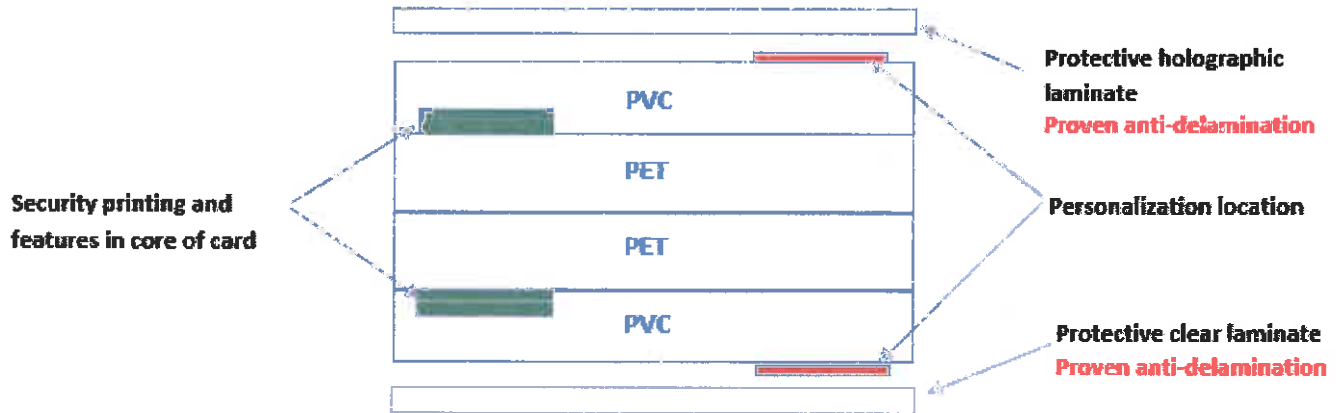 Protective holographic
laminate
Proven anti-delamination
PVC
PET
Security printing and
features in core of card
Personalization location
PET
PVC
Protective clear laminate
Proven anti-delamination